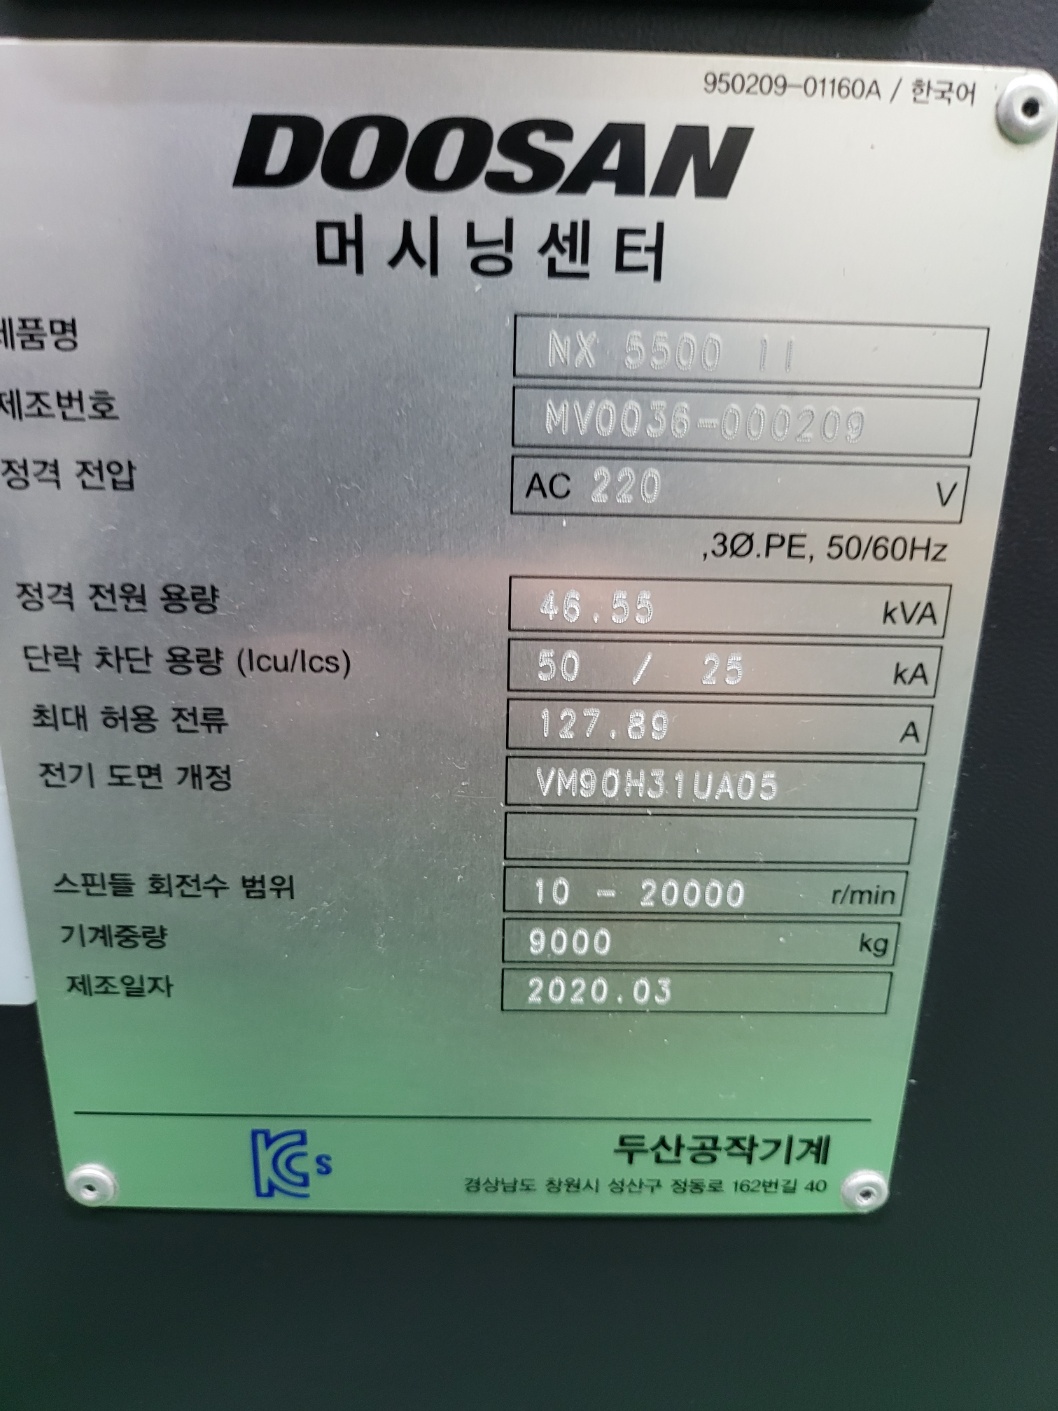 950209-01160A / 한국어
DOOSAN
머시닝센터
제품명 NX 5500 II
제조번호 MV0036-000209
정격 전압 AC 220 V
,3Ø.PE, 50/60Hz
정격 전원 용량 46.55 kVA
단락 차단 용량 (Icu/Ics) 50 / 25 kA
최대 허용 전류 127.89 A
전기 도면 개정 VM90H31UA05
스핀들 회전수 범위 10 - 20000 r/min
기계중량 9000 kg
제조일자 2020.03
KCs 두산공작기계
경상남도 창원시 성산구 정동로 162번길 40